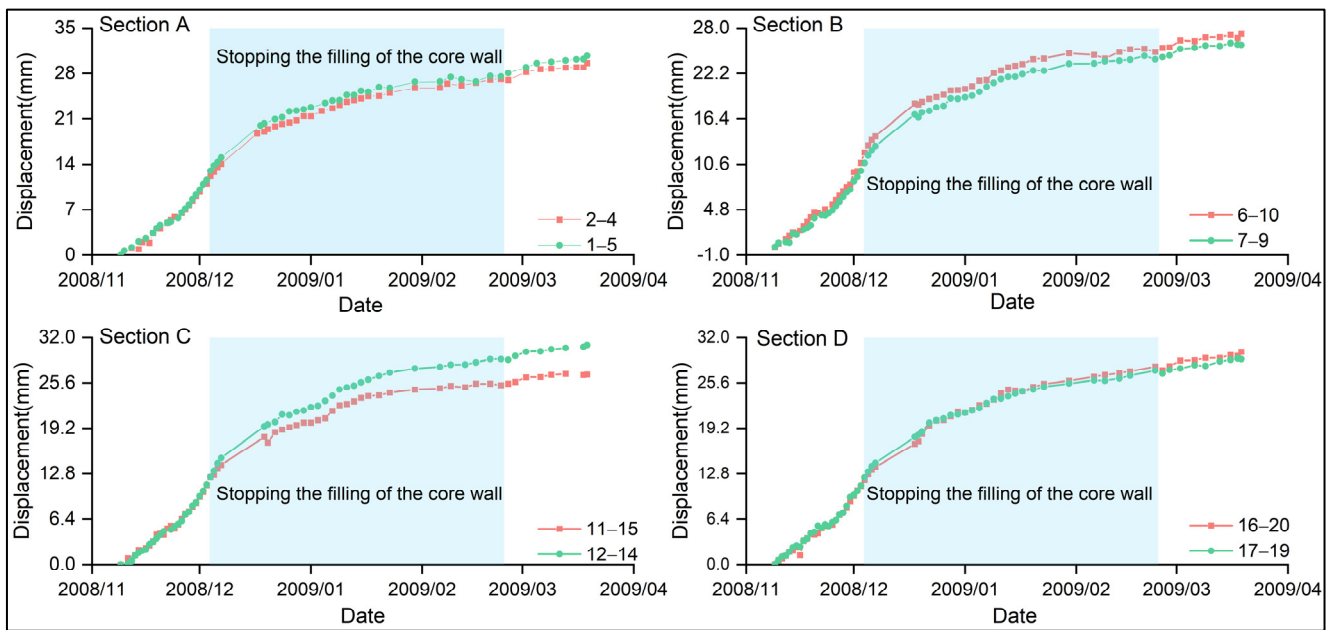 Section A
Stopping the filling of the core wall
Displacement(mm)
35
28
21
14
7
0
2–4
1–5
2008/11 2008/12 2009/01 2009/02 2009/03 2009/04
Date
Section B
Stopping the filling of the core wall
Displacement(mm)
28.0
22.2
16.4
10.6
4.8
-1.0
6–10
7–9
2008/11 2008/12 2009/01 2009/02 2009/03 2009/04
Date
Section C
Stopping the filling of the core wall
Displacement(mm)
32.0
25.6
19.2
12.8
6.4
0.0
11–15
12–14
2008/11 2008/12 2009/01 2009/02 2009/03 2009/04
Date
Section D
Stopping the filling of the core wall
Displacement(mm)
32.0
25.6
19.2
12.8
6.4
0.0
16–20
17–19
2008/11 2008/12 2009/01 2009/02 2009/03 2009/04
Date